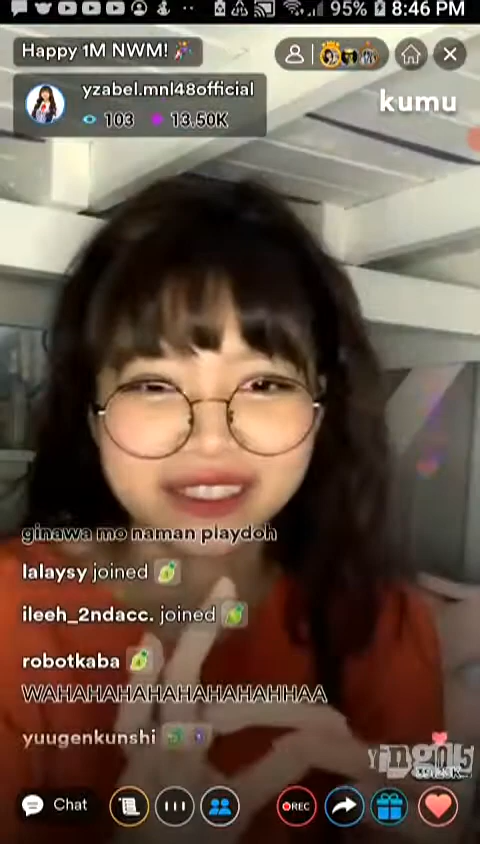 95% 8:46 PM
Happy 1M NWM!
yzabel.mnl48official
103 13.50K
kumu
ginawa mo naman playdoh
lalaysy joined
ileeh_2ndacc. joined
robotkaba
WAHAHAHAHAHAHAHAHHAA
yuugenkunshi
Chat
REC